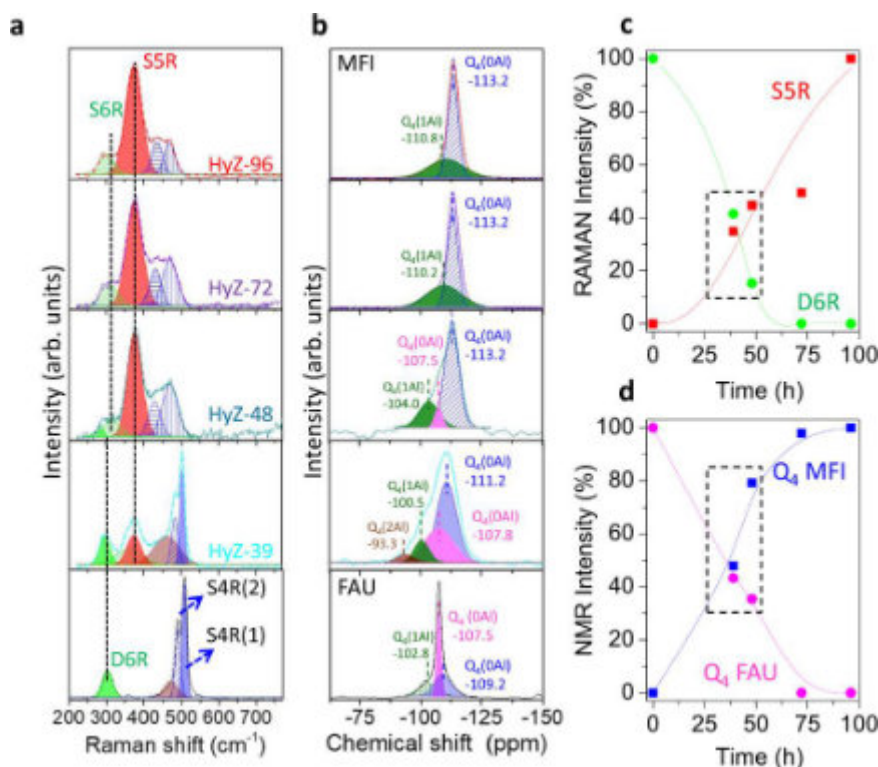 a
S6R
S5R
HyZ-96
HyZ-72
HyZ-48
HyZ-39
S4R(2)
S4R(1)
D6R
Intensity (arb. units)
200 300 400 500 600 700
Raman shift (cm⁻¹)
b
MFI
Q₄(0Al)
-113.2
Q₄(1Al)
-110.8
Q₄(0Al)
-113.2
Q₄(1Al)
-110.2
Q₄(0Al)
-107.5
Q₄(0Al)
-113.2
Q₄(1Al)
-104.0
Q₄(0Al)
-111.2
Q₄(1Al)
-100.5
Q₄(2Al)
-93.3
Q₄(0Al)
-107.8
FAU
Q₄ (0Al)
-107.5
Q₄(1Al)
-102.8
Q₄(0Al)
-109.2
Intensity (arb. units)
-75 -100 -125 -150
Chemical shift (ppm)
c
100
80
60
40
20
0
S5R
D6R
RAMAN Intensity (%)
0 25 50 75 100
Time (h)
d
100
80
60
40
20
0
Q₄ MFI
Q₄ FAU
NMR Intensity (%)
0 25 50 75 100
Time (h)